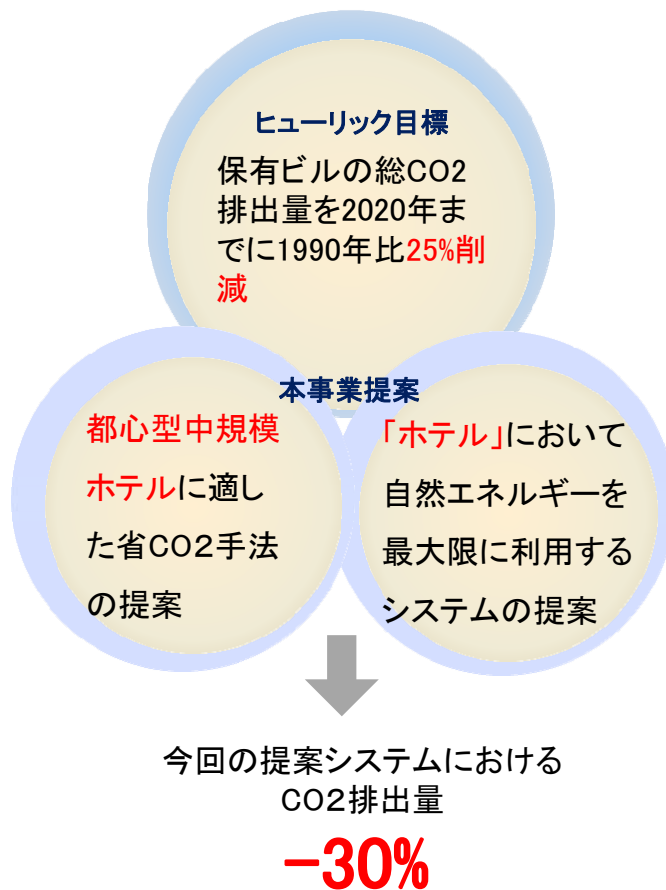 ヒューリック目標
保有ビルの総CO2
排出量を2020年ま
でに1990年比25%削
減
本事業提案
都心型中規模
ホテルに適し
た省CO2手法
の提案
「ホテル」において
自然エネルギーを
最大限に利用する
システムの提案
今回の提案システムにおける
CO2排出量
−30%